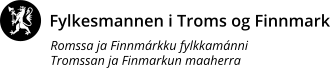 Fylkesmannen i Troms og Finnmark
Romssa ja Finnmárkku fylkkamánni
Tromssan ja Finmarkun maaherra